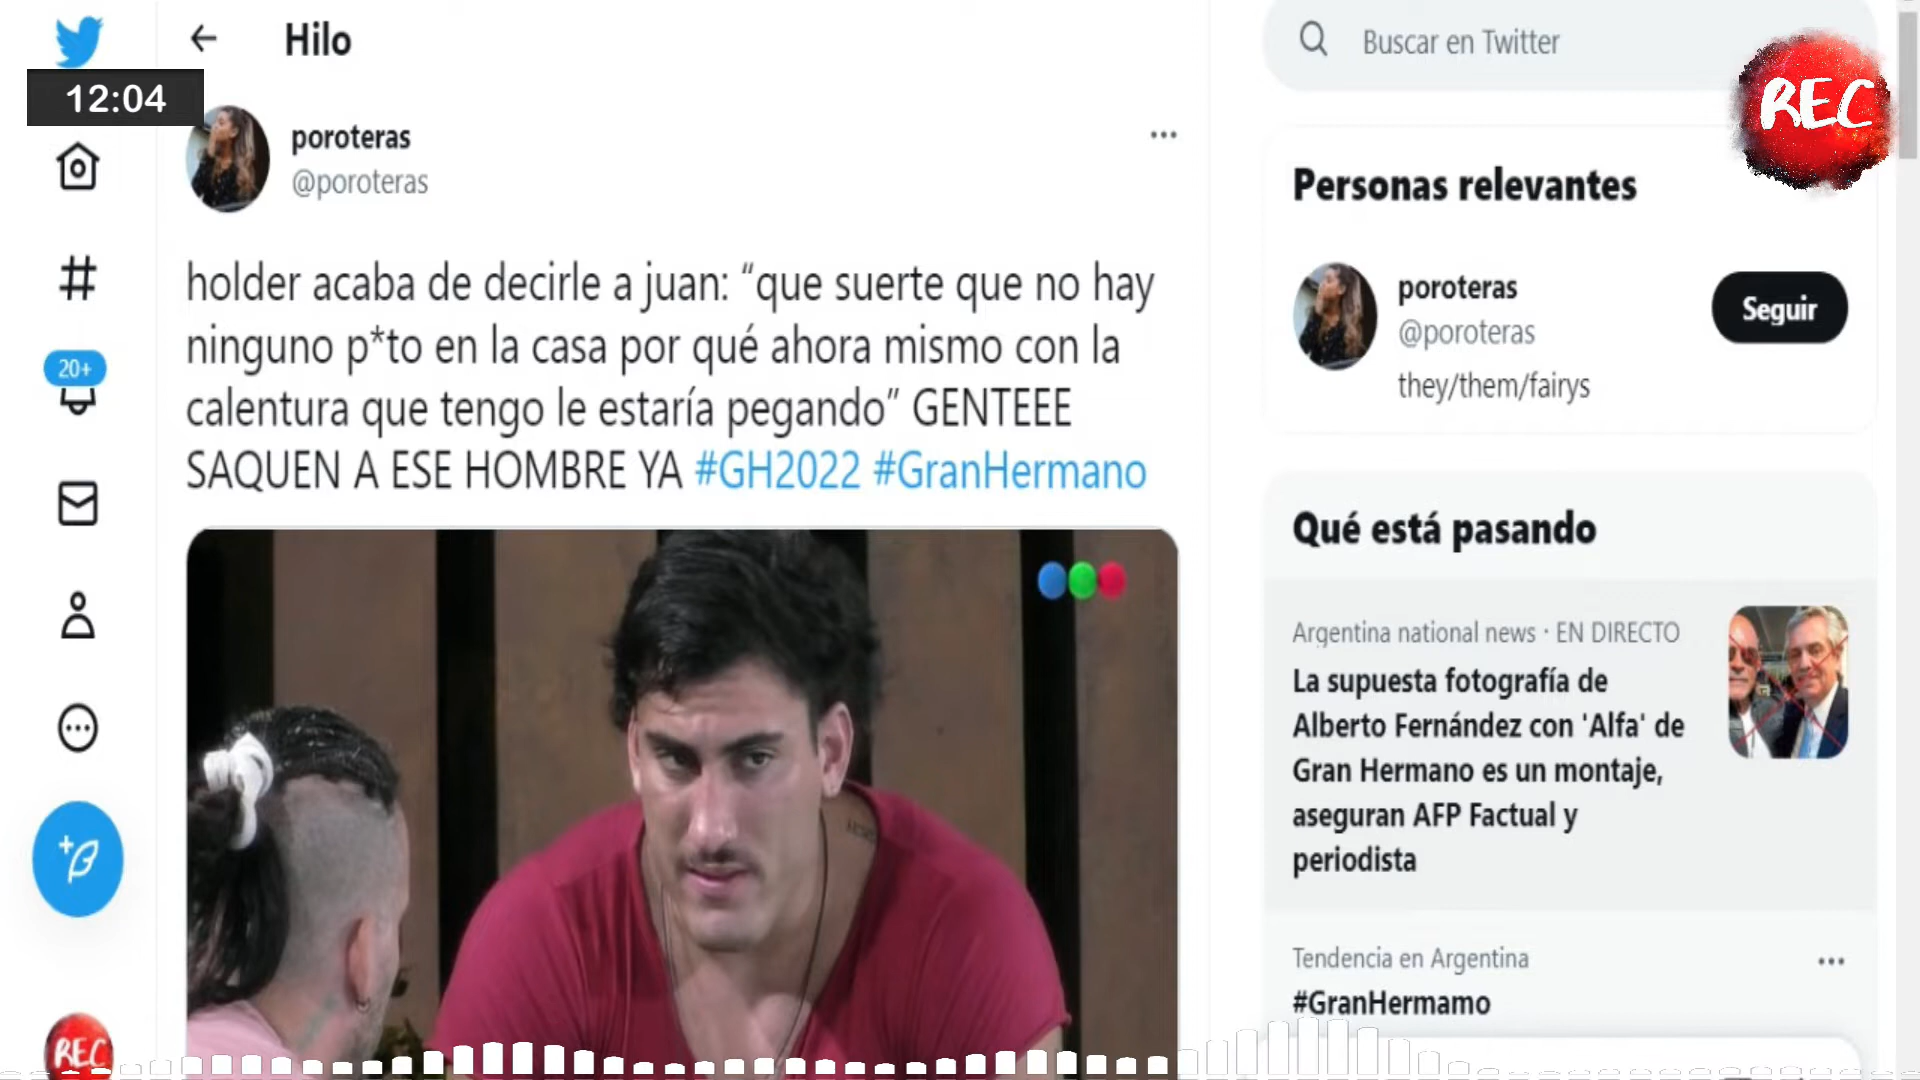 Hilo
Buscar en Twitter
12:04
REC
poroteras
@poroteras
holder acaba de decirle a juan: “que suerte que no hay
ninguno p*to en la casa por qué ahora mismo con la
calentura que tengo le estaría pegando” GENTEEE
SAQUEN A ESE HOMBRE YA #GH2022 #GranHermano
20+
Personas relevantes
poroteras
@poroteras
they/them/fairys
Seguir
Qué está pasando
Argentina national news · EN DIRECTO
La supuesta fotografía de
Alberto Fernández con 'Alfa' de
Gran Hermano es un montaje,
aseguran AFP Factual y
periodista
Tendencia en Argentina
#GranHermamo
REC